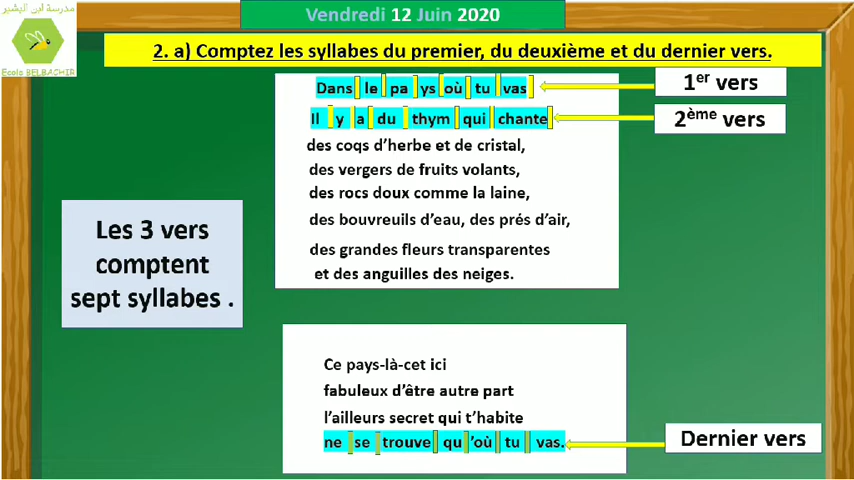 مدرسة ابن البشير
Ecole BELBACHIR
Vendredi 12 Juin 2020
2. a) Comptez les syllabes du premier, du deuxième et du dernier vers.
Dans le pa ys où tu vas
1er vers
Il y a du thym qui chante
2ème vers
des coqs d'herbe et de cristal,
des vergers de fruits volants,
des rocs doux comme la laine,
des bouvreuils d'eau, des prés d'air,
des grandes fleurs transparentes
et des anguilles des neiges.
Les 3 vers
comptent
sept syllabes .
Ce pays-là-cet ici
fabuleux d'être autre part
l'ailleurs secret qui t'habite
ne se trouve qu 'où tu vas.
Dernier vers